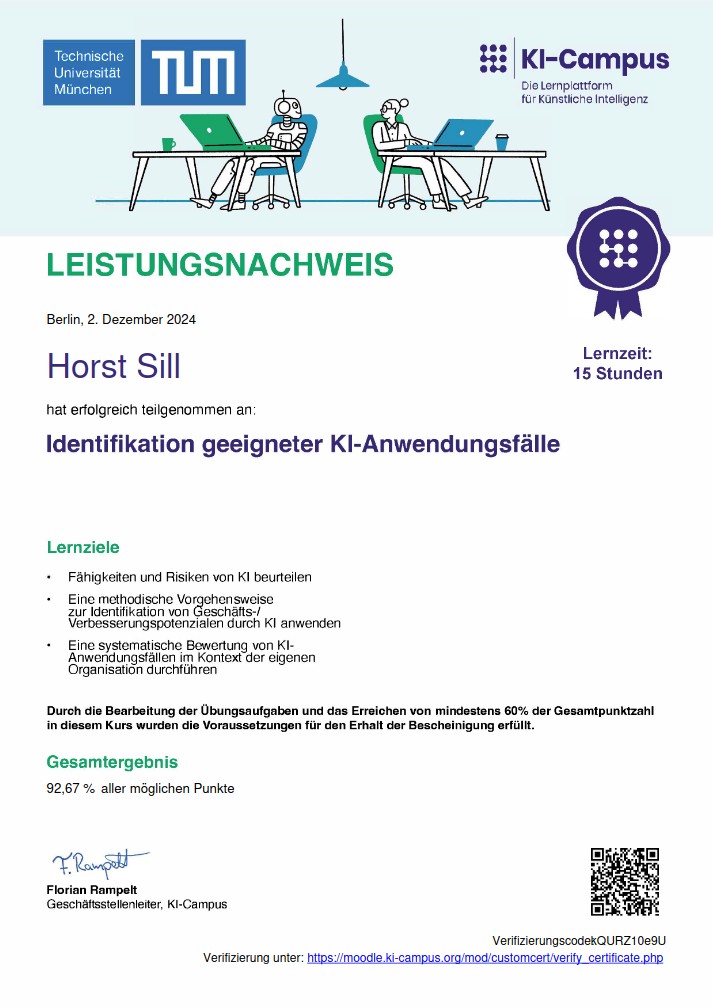 Technische
Universität
München
TUM
KI-Campus
Die Lernplattform
für Künstliche Intelligenz
LEISTUNGSNACHWEIS
Berlin, 2. Dezember 2024
Horst Sill
Lernzeit:
15 Stunden
hat erfolgreich teilgenommen an:
Identifikation geeigneter KI-Anwendungsfälle
Lernziele
• Fähigkeiten und Risiken von KI beurteilen
• Eine methodische Vorgehensweise
zur Identifikation von Geschäfts-/
Verbesserungspotenzialen durch KI anwenden
• Eine systematische Bewertung von KI-
Anwendungsfällen im Kontext der eigenen
Organisation durchführen
Durch die Bearbeitung der Übungsaufgaben und das Erreichen von mindestens 60% der Gesamtpunktzahl
in diesem Kurs wurden die Voraussetzungen für den Erhalt der Bescheinigung erfüllt.
Gesamtergebnis
92,67 % aller möglichen Punkte
F. Rampelt
Florian Rampelt
Geschäftsstellenleiter, KI-Campus
Verifizierungscode: kQURZ10e9U
Verifizierung unter: https://moodle.ki-campus.org/mod/customcert/verify_certificate.php